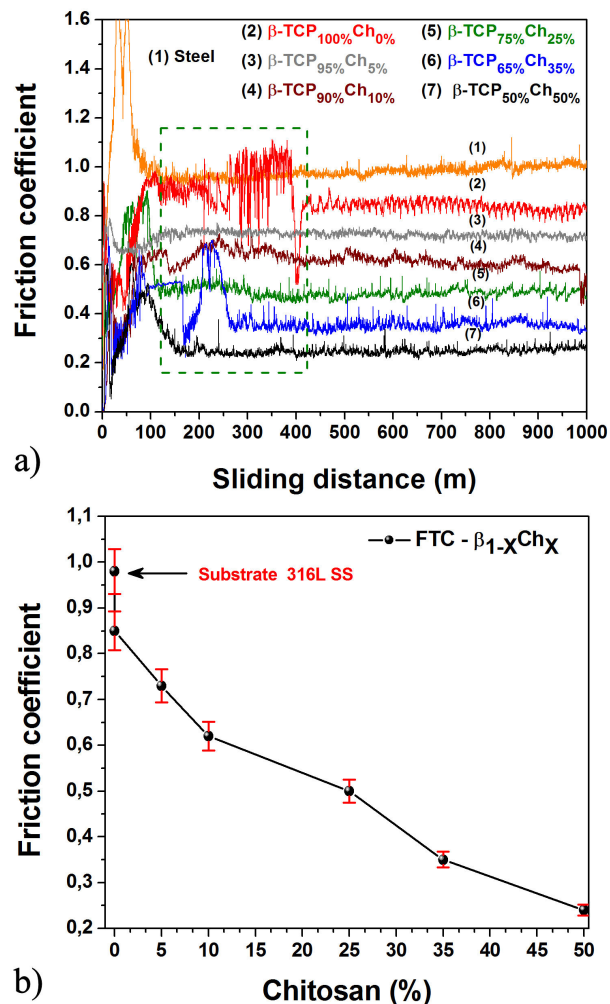 a)
Friction coefficient
1.6
1.4
1.2
1.0
0.8
0.6
0.4
0.2
0.0
(1) Steel
(2) β-TCP100%Ch0%
(3) β-TCP95%Ch5%
(4) β-TCP90%Ch10%
(5) β-TCP75%Ch25%
(6) β-TCP65%Ch35%
(7) β-TCP50%Ch50%
(1)
(2)
(3)
(4)
(5)
(6)
(7)
0 100 200 300 400 500 600 700 800 900 1000
Sliding distance (m)
b)
Friction coefficient
1,1
1,0
0,9
0,8
0,7
0,6
0,5
0,4
0,3
0,2
FTC - β1-XChX
Substrate 316L SS
0 5 10 15 20 25 30 35 40 45 50
Chitosan (%)